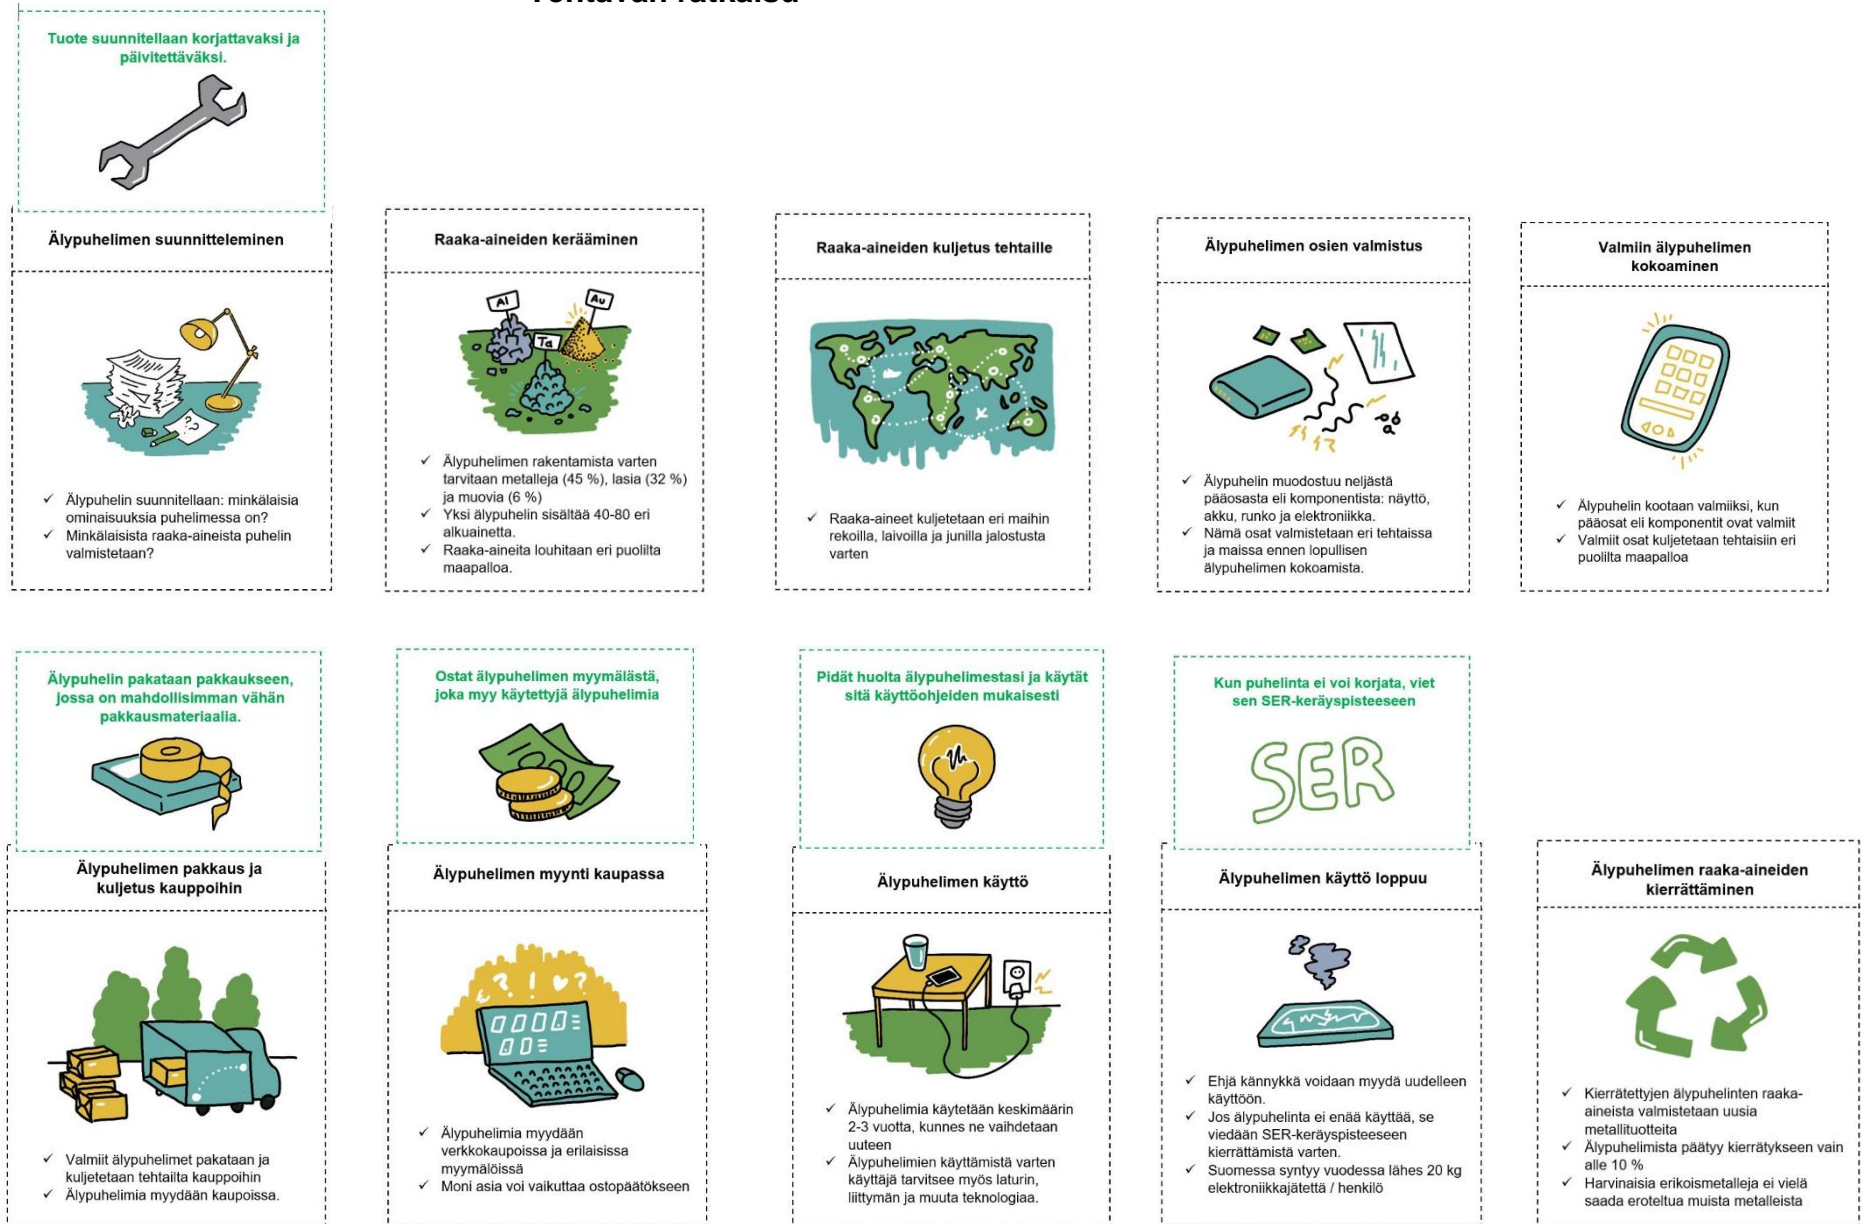 Tehtävän ratkaisu
Tuote suunnitellaan korjattavaksi ja
päivitettäväksi.
Älypuhelimen suunnitteleminen
✓ Älypuhelin suunnitellaan: minkälaisia
ominaisuuksia puhelimessa on?
✓ Minkälaisista raaka-aineista puhelin
valmistetaan?
Raaka-aineiden kerääminen
Al
Au
Ta
✓ Älypuhelimen rakentamista varten
tarvitaan metalleja (45 %), lasia (32 %)
ja muovia (6 %)
✓ Yksi älypuhelin sisältää 40-80 eri
alkuainetta.
✓ Raaka-aineita louhitaan eri puolilta
maapalloa.
Raaka-aineiden kuljetus tehtaille
✓ Raaka-aineet kuljetetaan eri maihin
rekoilla, laivoilla ja junilla jalostusta
varten
Älypuhelimen osien valmistus
✓ Älypuhelin muodostuu neljästä
pääosasta eli komponentista: näyttö,
akku, runko ja elektroniikka.
✓ Nämä osat valmistetaan eri tehtaissa
ja maissa ennen lopullisen
älypuhelimen kokoamista.
Valmiin älypuhelimen
kokoaminen
✓ Älypuhelin kootaan valmiiksi, kun
pääosat eli komponentit ovat valmiit
✓ Valmiit osat kuljetetaan tehtaisiin eri
puolilta maapalloa
Älypuhelin pakataan pakkaukseen,
jossa on mahdollisimman vähän
pakkausmateriaalia.
Älypuhelimen pakkaus ja
kuljetus kauppoihin
✓ Valmiit älypuhelimet pakataan ja
kuljetetaan tehtailta kauppoihin
✓ Älypuhelimia myydään kaupoissa.
Ostat älypuhelimen myymälästä,
joka myy käytettyjä älypuhelimia
Älypuhelimen myynti kaupassa
✓ Älypuhelimia myydään
verkkokaupoissa ja erilaisissa
myymälöissä
✓ Moni asia voi vaikuttaa ostopäätökseen
Pidät huolta älypuhelimestasi ja käytät
sitä käyttöohjeiden mukaisesti
Älypuhelimen käyttö
✓ Älypuhelimia käytetään keskimäärin
2-3 vuotta, kunnes ne vaihdetaan
uuteen
✓ Älypuhelimien käyttämistä varten
käyttäjä tarvitsee myös laturin,
liittymän ja muuta teknologiaa.
Kun puhelinta ei voi korjata, viet
sen SER-keräyspisteeseen
SER
Älypuhelimen käyttö loppuu
✓ Ehjä kännykkä voidaan myydä uudelleen
käyttöön.
✓ Jos älypuhelinta ei enää käyttää, se
viedään SER-keräyspisteeseen
kierrättämistä varten.
✓ Suomessa syntyy vuodessa lähes 20 kg
elektroniikkajätettä / henkilö
Älypuhelimen raaka-aineiden
kierrättäminen
✓ Kierrätettyjen älypuhelinten raaka-
aineista valmistetaan uusia
metallituotteita
✓ Älypuhelimista päätyy kierrätykseen vain
alle 10 %
✓ Harvinaisia erikoismetalleja ei vielä
saada eroteltua muista metalleista